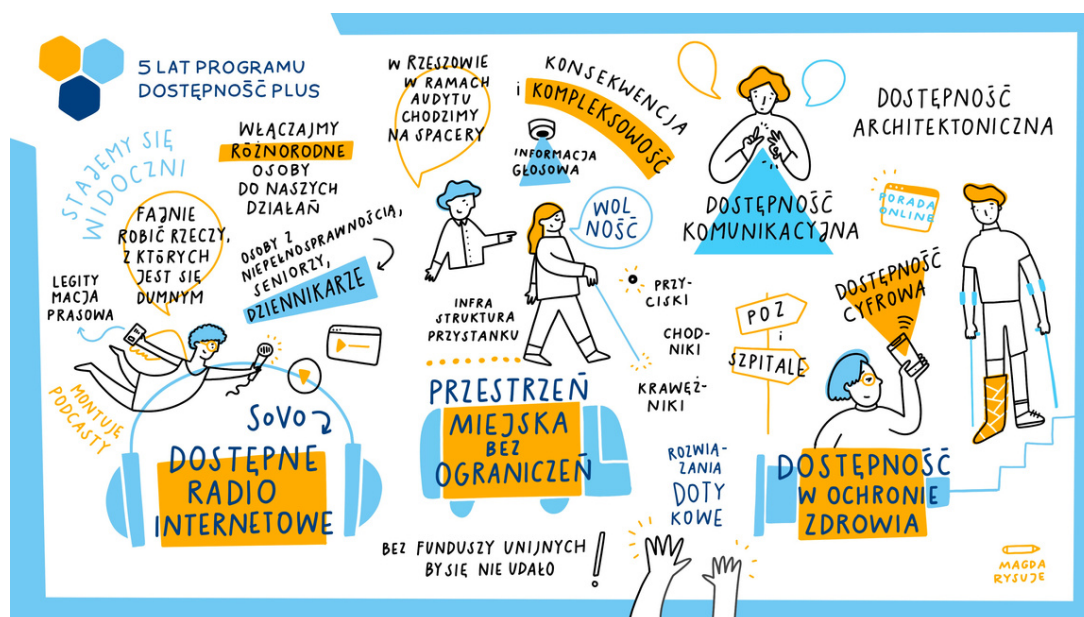 5 LAT PROGRAMU
DOSTĘPNOŚĆ PLUS
STAJEMY SIĘ
WIDOCZNI
WŁĄCZAJMY
RÓŻNORODNE
OSOBY
DO NASZYCH
DZIAŁAŃ
FAJNIE
ROBIĆ RZECZY,
Z KTÓRYCH
JEST SIĘ
DUMNYM
OSOBY Z
NIEPEŁNOSPRAWNOŚCIĄ,
SENIORZY,
DZIENNIKARZE
LEGITY
MACJA
PRASOWA
MONTUJĘ
PODCASTY
SOVO
DOSTĘPNE
RADIO
INTERNETOWE
W RZESZOWIE
W RAMACH
AUDYTU
CHODZIMY
NA SPACERY
KONSEKWENCJA
i KOMPLEKSOWOŚĆ
INFORMACJA
GŁOSOWA
WOL
NOŚĆ
INFRA
STRUKTURA
PRZYSTANKU
PRZY-
CISKI
CHOD-
NIKI
KRAWĘŻ-
NIKI
PRZESTRZEŃ
MIEJSKA
BEZ
OGRANICZEŃ
BEZ FUNDUSZY UNIJNYCH
BY SIĘ NIE UDAŁO !
DOSTĘPNOŚĆ
KOMUNIKACYJNA
DOSTĘPNOŚĆ
ARCHITEKTONICZNA
PORADA
ONLINE
DOSTĘPNOŚĆ
CYFROWA
POZ
i
SZPITALE
ROZWIĄ-
ZANIA
DOTY
KOWE
DOSTĘPNOŚĆ
W OCHRONIE
ZDROWIA
MAGDA
RYSUJE